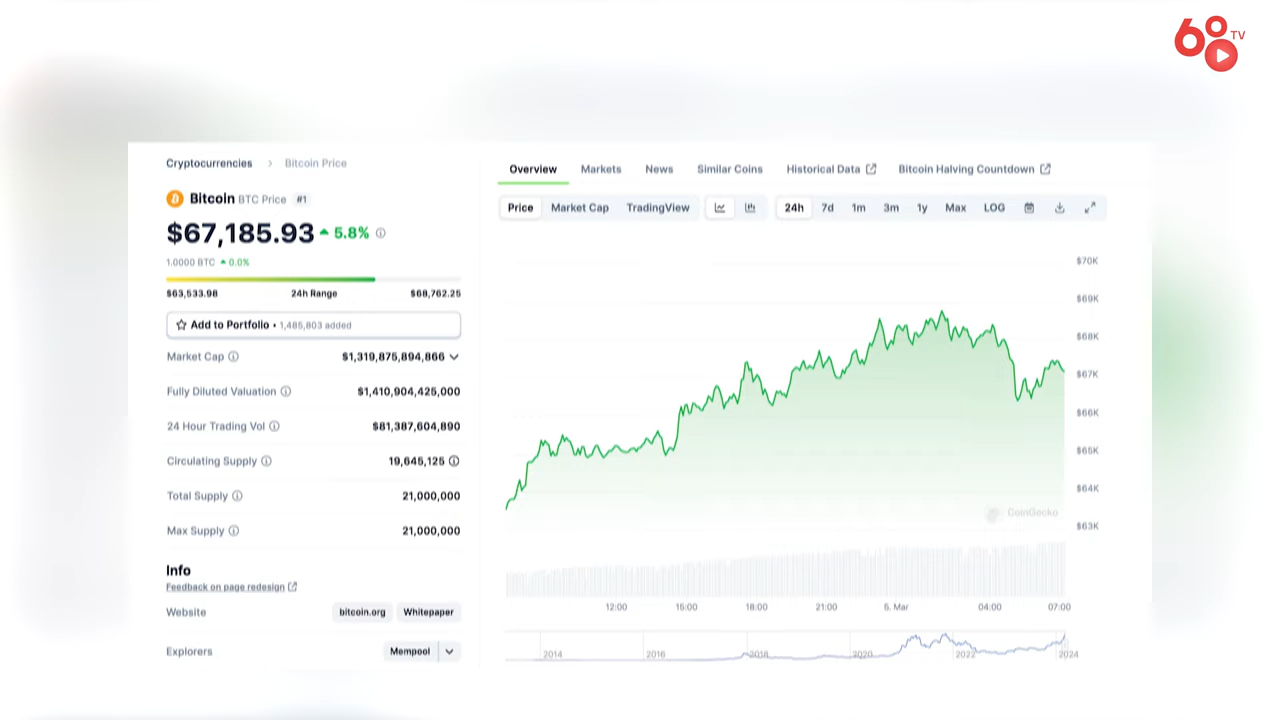 68 TV
Cryptocurrencies > Bitcoin Price
Bitcoin BTC Price #1
$67,185.93 5.8%
1.0000 BTC 0.0%
$63,533.98 24h Range $68,762.25
Add to Portfolio • 1,485,803 added
Market Cap $1,319,875,894,866
Fully Diluted Valuation $1,410,904,425,000
24 Hour Trading Vol $81,387,604,890
Circulating Supply 19,645,125
Total Supply 21,000,000
Max Supply 21,000,000
Info
Feedback on page redesign
Website bitcoin.org Whitepaper
Explorers Mempool
Overview Markets News Similar Coins Historical Data Bitcoin Halving Countdown
Price Market Cap TradingView 24h 7d 1m 3m 1y Max LOG
$70K
$69K
$68K
$67K
$66K
$65K
$64K
$63K
CoinGecko
12:00 15:00 18:00 21:00 5. Mar 04:00 07:00
2014 2016 2018 2020 2022 2024